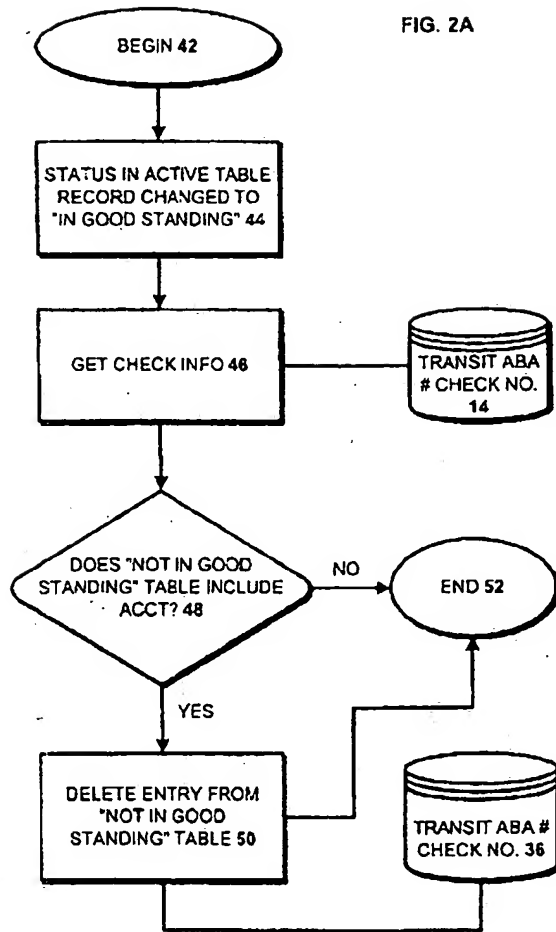 FIG. 2A
BEGIN 42
STATUS IN ACTIVE TABLE
RECORD CHANGED TO
"IN GOOD STANDING" 44
GET CHECK INFO 46
TRANSIT ABA
# CHECK NO.
14
DOES "NOT IN GOOD
STANDING" TABLE INCLUDE
ACCT? 48
NO
END 52
YES
DELETE ENTRY FROM
"NOT IN GOOD
STANDING" TABLE 50
TRANSIT ABA #
CHECK NO. 36